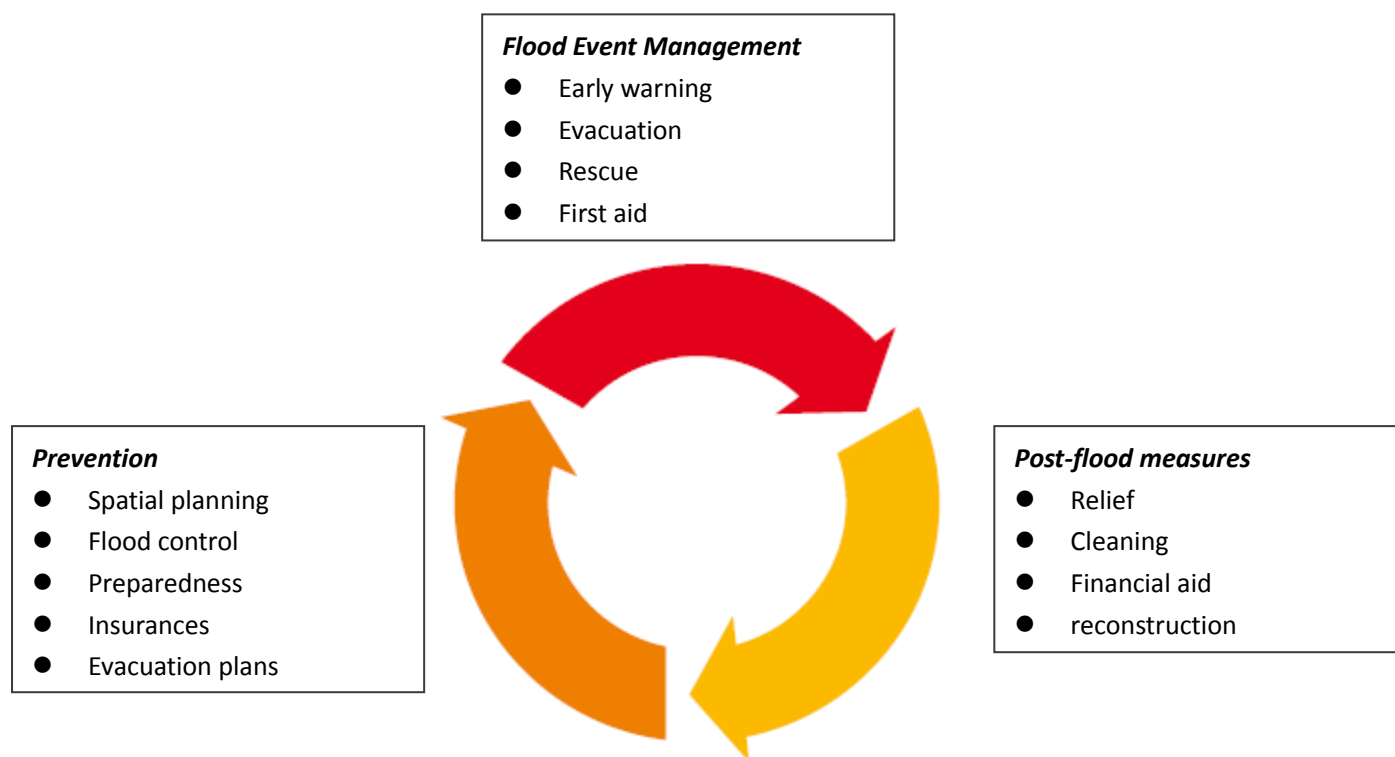 Flood Event Management
● Early warning
● Evacuation
● Rescue
● First aid
Prevention
● Spatial planning
● Flood control
● Preparedness
● Insurances
● Evacuation plans
Post-flood measures
● Relief
● Cleaning
● Financial aid
● reconstruction